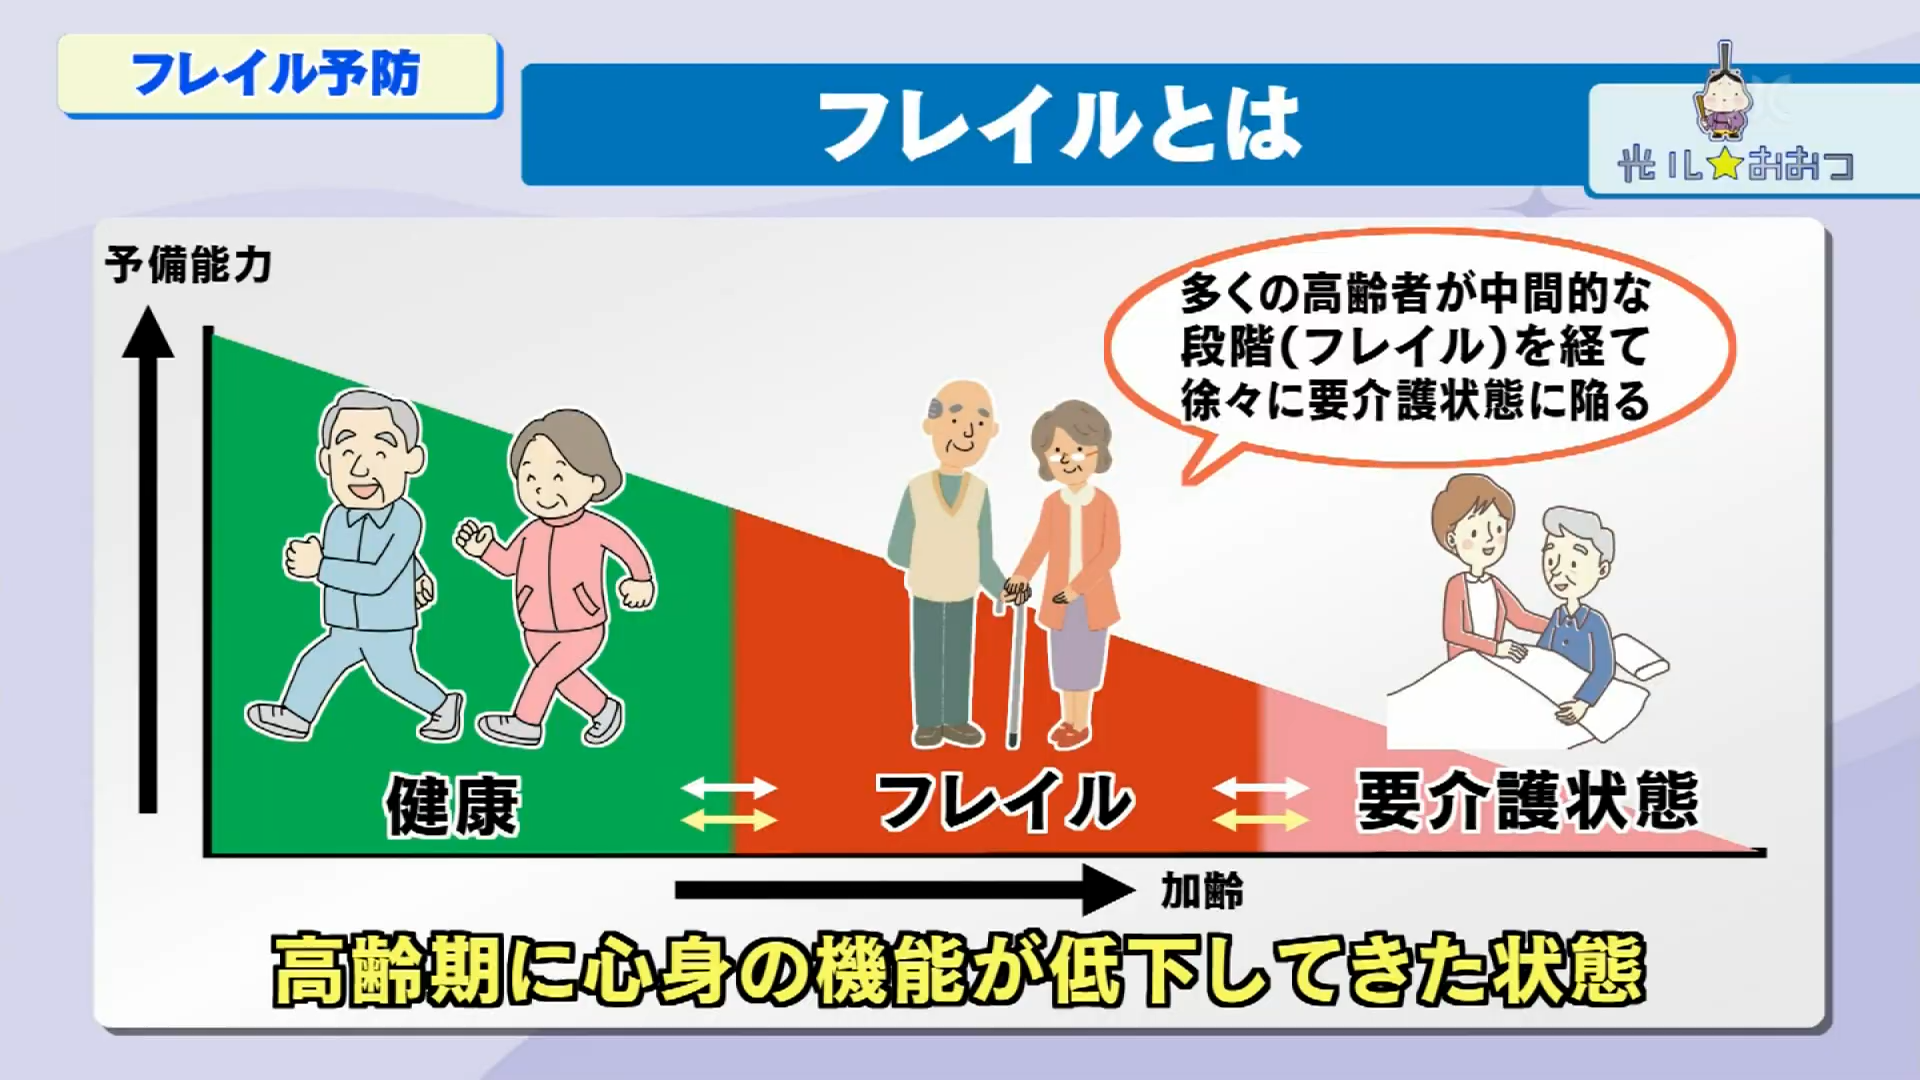 フレイル予防
フレイルとは
光ル★おおつ
予備能力
多くの高齢者が中間的な
段階(フレイル)を経て
徐々に要介護状態に陥る
健康
フレイル
要介護状態
加齢
高齢期に心身の機能が低下してきた状態